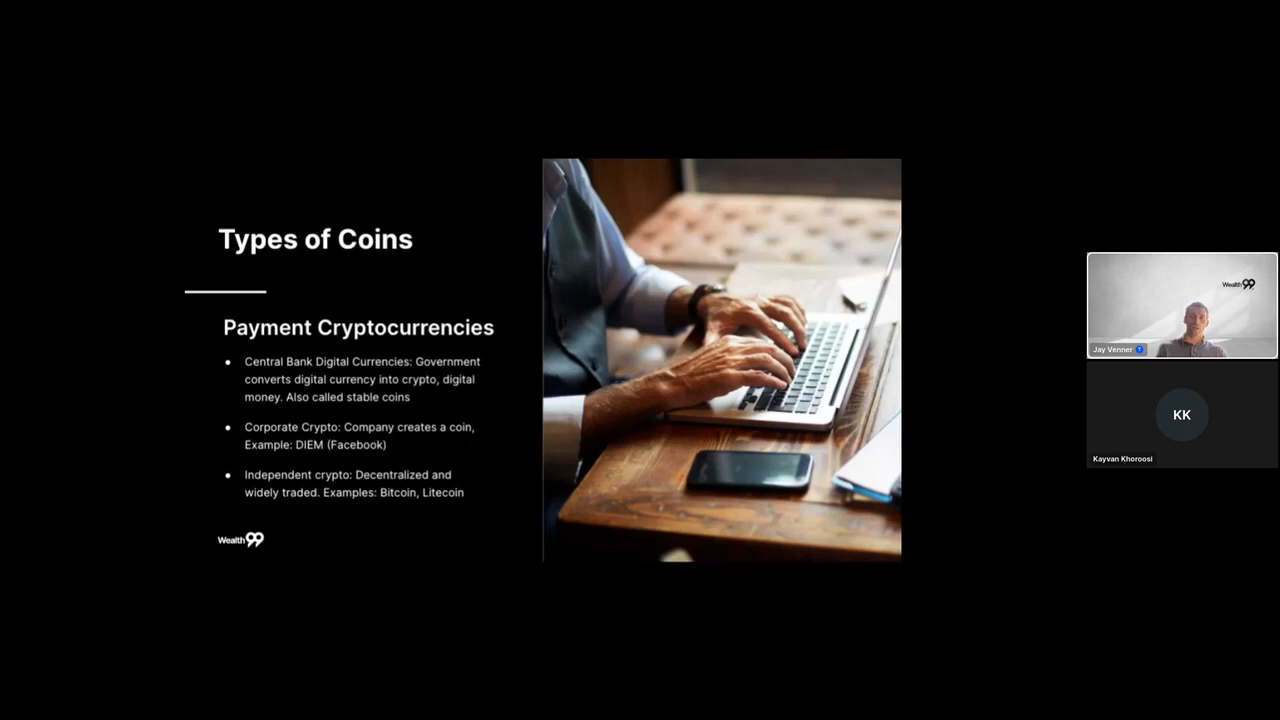 Types of Coins
Payment Cryptocurrencies
• Central Bank Digital Currencies: Government
converts digital currency into crypto, digital
money. Also called stable coins
• Corporate Crypto: Company creates a coin,
Example: DIEM (Facebook)
• Independent crypto: Decentralized and
widely traded. Examples: Bitcoin, Litecoin
Wealth99
Wealth99
Jay Venner
KK
Kayvan Khoroosi